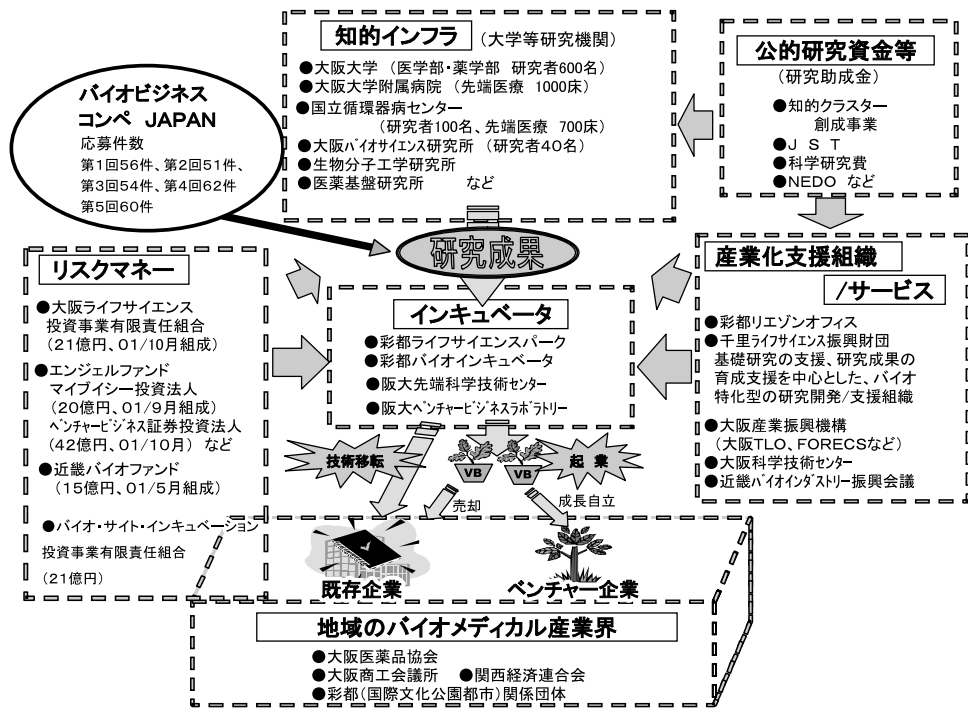 知的インフラ (大学等研究機関)
●大阪大学 (医学部・薬学部 研究者600名)
●大阪大学附属病院 (先端医療 1000床)
●国立循環器病センター
(研究者100名、先端医療 700床)
●大阪バイオサイエンス研究所 (研究者40名)
●生物分子工学研究所
●医薬基盤研究所 など
公的研究資金等
(研究助成金)
●知的クラスター
創成事業
●J S T
●科学研究費
●NEDO など
バイオビジネス
コンペ JAPAN
応募件数
第1回56件、第2回51件、
第3回54件、第4回62件
第5回60件
研究成果
リスクマネー
●大阪ライフサイエンス
投資事業有限責任組合
(21億円、01/10月組成)
●エンジェルファンド
マイブイシー投資法人
(20億円、01/9月組成)
ベンチャービジネス証券投資法人
(42億円、01/10月) など
●近畿バイオファンド
(15億円、01/5月組成)
●バイオ・サイト・インキュベーション
投資事業有限責任組合
(21億円)
インキュベータ
●彩都ライフサイエンスパーク
●彩都バイオインキュベータ
●阪大先端科学技術センター
●阪大ベンチャービジネスラボラトリー
産業化支援組織
/サービス
●彩都リエゾンオフィス
●千里ライフサイエンス振興財団
基礎研究の支援、研究成果の
育成支援を中心とした、バイオ
特化型の研究開発/支援組織
●大阪産業振興機構
(大阪TLO、FORECSなど)
●大阪科学技術センター
●近畿バイオインダストリー振興会議
技術移転
VB
VB
起業
売却
成長自立
既存企業
ベンチャー企業
地域のバイオメディカル産業界
●大阪医薬品協会
●大阪商工会議所 ●関西経済連合会
●彩都(国際文化公園都市)関係団体